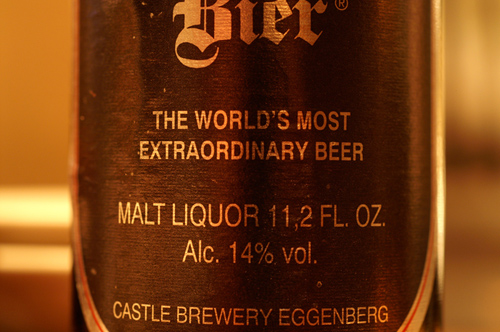 Bier ®
THE WORLD'S MOST
EXTRAORDINARY BEER
MALT LIQUOR 11,2 FL. OZ.
Alc. 14% vol.
CASTLE BREWERY EGGENBERG